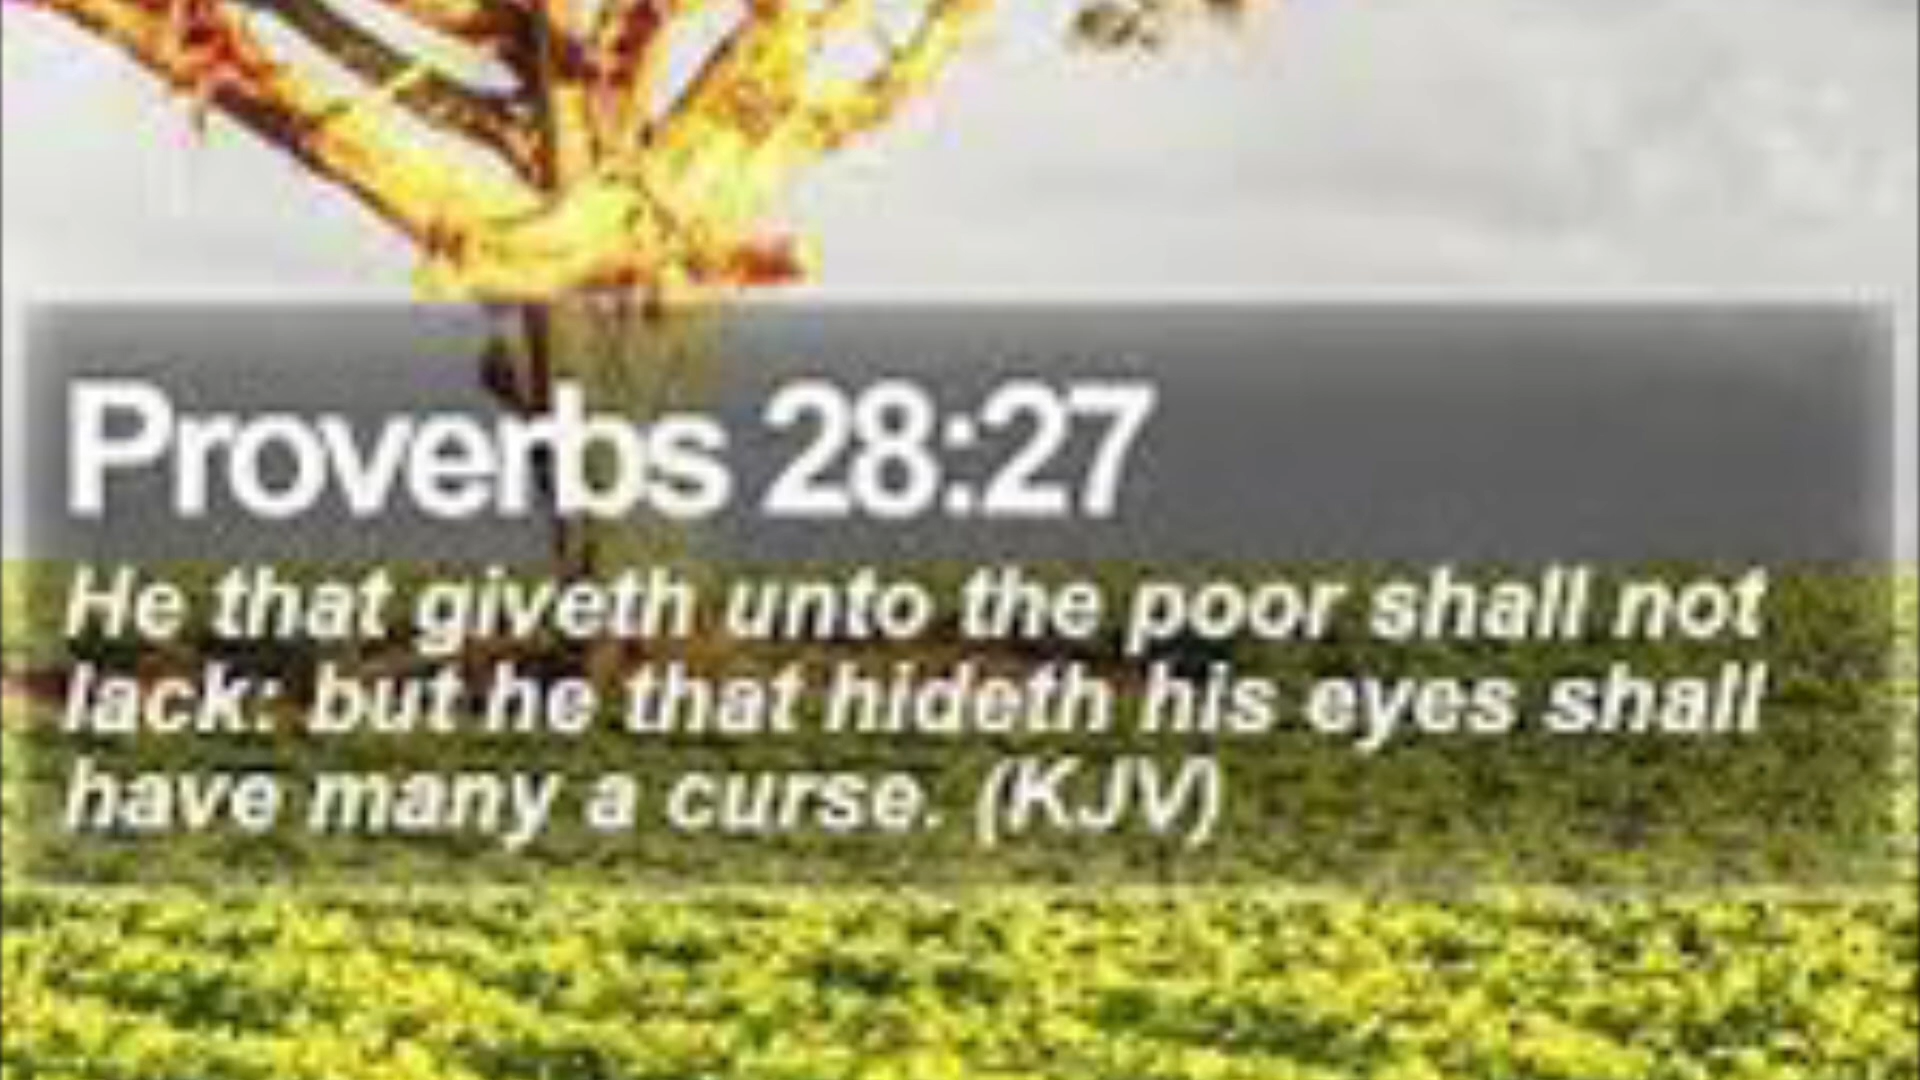 Proverbs 28:27
He that giveth unto the poor shall not
lack: but he that hideth his eyes shall
have many a curse. (KJV)